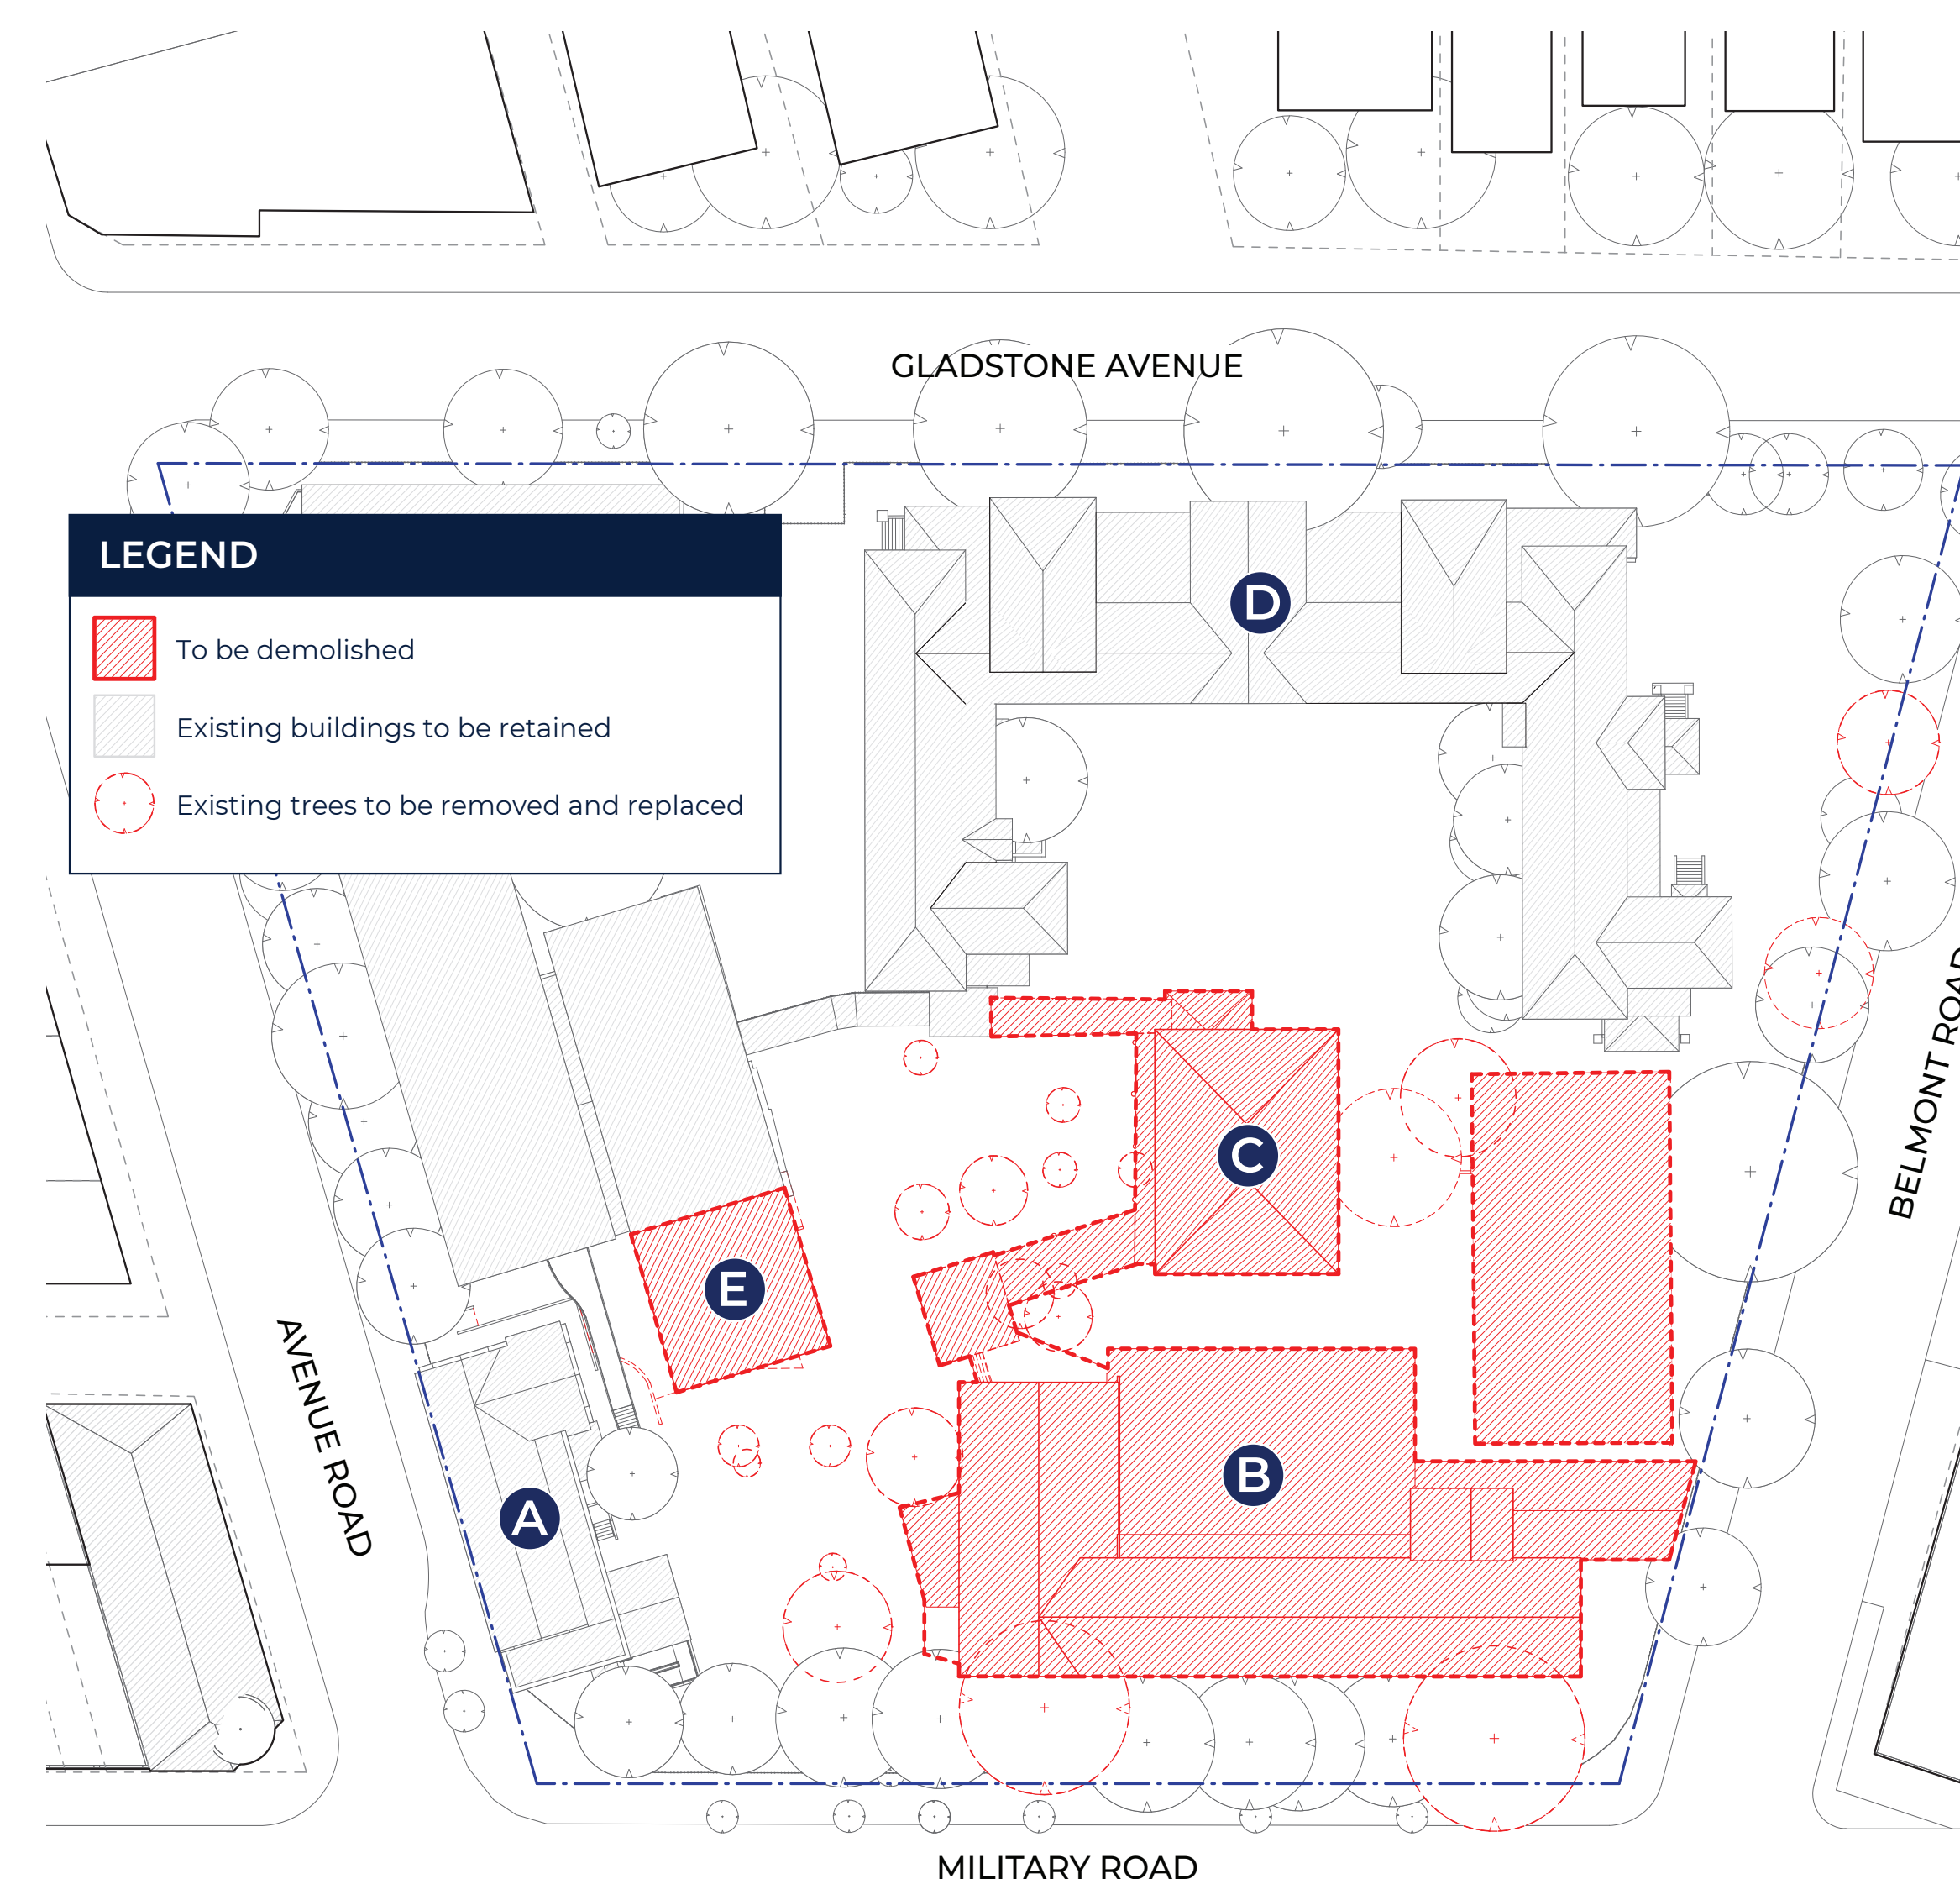 GLADSTONE AVENUE
LEGEND
To be demolished
Existing buildings to be retained
Existing trees to be removed and replaced
D
C
E
B
A
AVENUE ROAD
BELMONT ROAD
MILITARY ROAD